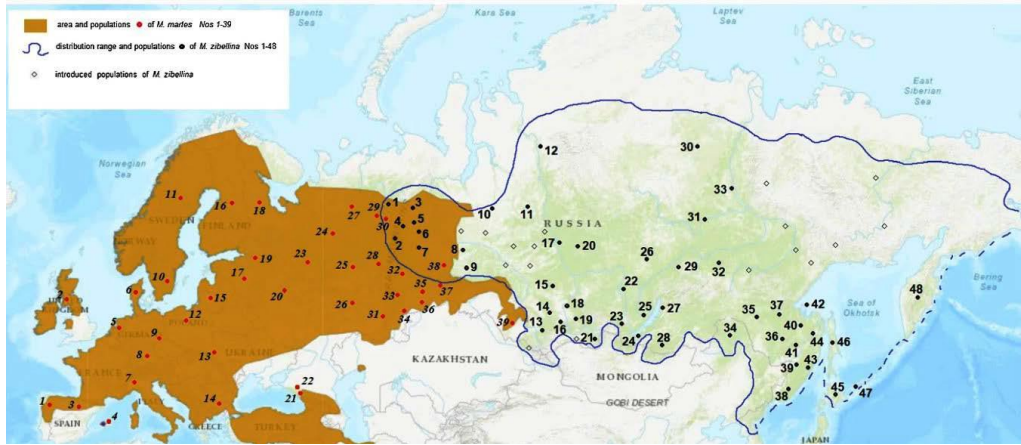 area and populations • of M. martes Nos 1-39
distribution range and populations • of M. zibellina Nos 1-48
introduced populations of M. zibellina
Barents
Sea
Kara Sea
Laptev
Sea
East
Siberian
Sea
Norwegian
Sea
12
30
33
11
16
18
29
27
30
1
3
4
5
6
2
7
10
11
31
RUSSIA
SWEDEN
FINLAND
NORWAY
24
19
23
28
25
32
38
8
9
17
20
26
29
32
10
17
15
20
26
33
35
37
36
31
34
15
22
48
Bering
Sea
2
UNITED
KINGDOM
6
5
12
POLAND
9
8
13
UKRAINE
14
18
13
16
19
21
23
25
27
24
28
34
35
37
42
Sea of
Okhotsk
40
36
44
46
41
43
39
38
45
47
39
KAZAKHSTAN
MONGOLIA
GOBI DESERT
FRANCE
7
ITALY
1
3
4
SPAIN
14
GREECE
22
21
TURKEY
JAPAN